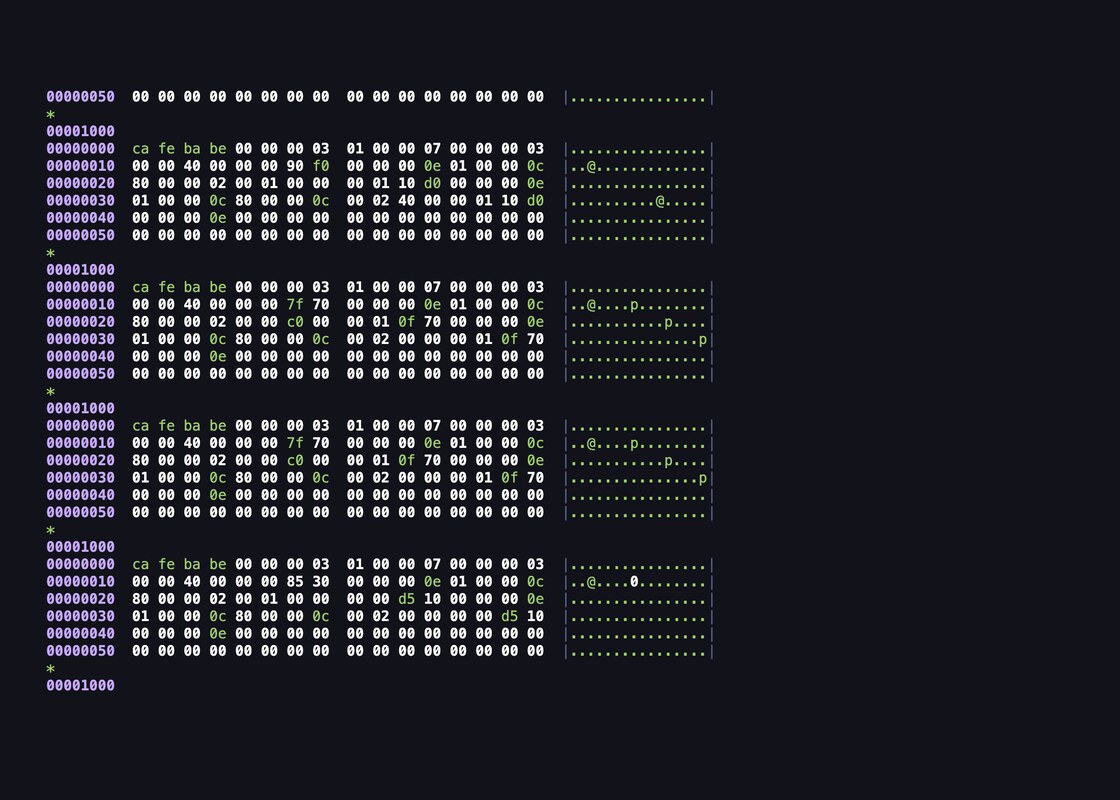 00000050  00 00 00 00 00 00 00 00  00 00 00 00 00 00 00 00  |................|
*
00001000
00000000  ca fe ba be 00 00 00 03  01 00 00 07 00 00 00 03  |................|
00000010  00 00 40 00 00 00 90 f0  00 00 00 0e 01 00 00 0c  |..@.............|
00000020  80 00 00 02 00 01 00 00  00 01 10 d0 00 00 00 0e  |................|
00000030  01 00 00 0c 80 00 00 0c  00 02 40 00 00 01 10 d0  |..........@.....|
00000040  00 00 00 0e 00 00 00 00  00 00 00 00 00 00 00 00  |................|
00000050  00 00 00 00 00 00 00 00  00 00 00 00 00 00 00 00  |................|
*
00001000
00000000  ca fe ba be 00 00 00 03  01 00 00 07 00 00 00 03  |................|
00000010  00 00 40 00 00 00 7f 70  00 00 00 0e 01 00 00 0c  |..@....p........|
00000020  80 00 00 02 00 00 c0 00  00 01 0f 70 00 00 00 0e  |...........p....|
00000030  01 00 00 0c 80 00 00 0c  00 02 00 00 00 01 0f 70  |...............p|
00000040  00 00 00 0e 00 00 00 00  00 00 00 00 00 00 00 00  |................|
00000050  00 00 00 00 00 00 00 00  00 00 00 00 00 00 00 00  |................|
*
00001000
00000000  ca fe ba be 00 00 00 03  01 00 00 07 00 00 00 03  |................|
00000010  00 00 40 00 00 00 7f 70  00 00 00 0e 01 00 00 0c  |..@....p........|
00000020  80 00 00 02 00 00 c0 00  00 01 0f 70 00 00 00 0e  |...........p....|
00000030  01 00 00 0c 80 00 00 0c  00 02 00 00 00 01 0f 70  |...............p|
00000040  00 00 00 0e 00 00 00 00  00 00 00 00 00 00 00 00  |................|
00000050  00 00 00 00 00 00 00 00  00 00 00 00 00 00 00 00  |................|
*
00001000
00000000  ca fe ba be 00 00 00 03  01 00 00 07 00 00 00 03  |................|
00000010  00 00 40 00 00 00 85 30  00 00 00 0e 01 00 00 0c  |..@....0........|
00000020  80 00 00 02 00 01 00 00  00 00 d5 10 00 00 00 0e  |................|
00000030  01 00 00 0c 80 00 00 0c  00 02 00 00 00 00 d5 10  |................|
00000040  00 00 00 0e 00 00 00 00  00 00 00 00 00 00 00 00  |................|
00000050  00 00 00 00 00 00 00 00  00 00 00 00 00 00 00 00  |................|
*
00001000